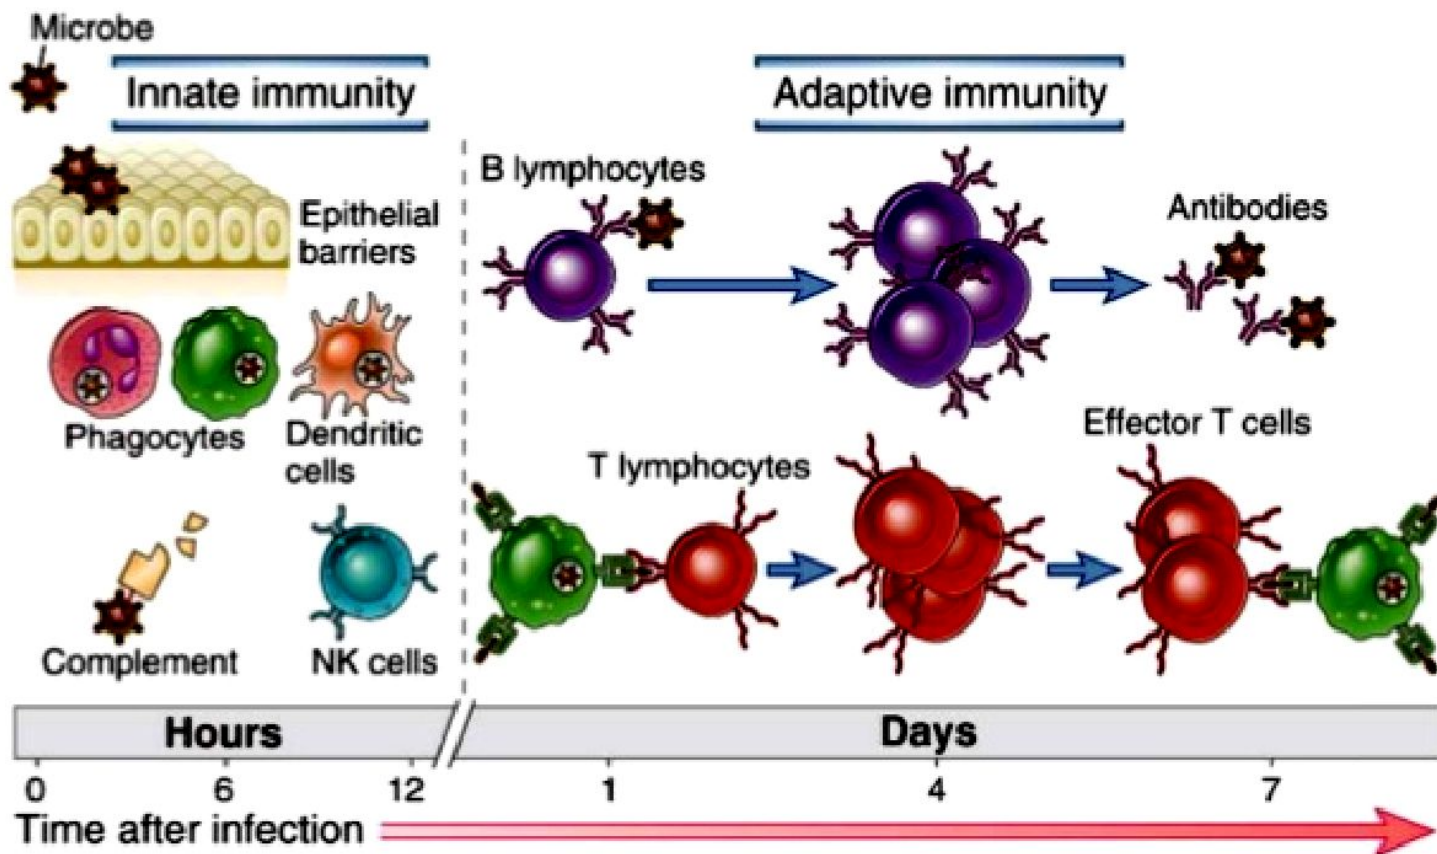 Microbe
Innate immunity
Adaptive immunity
B lymphocytes
Epithelial
barriers
Antibodies
Phagocytes
Dendritic
cells
Effector T cells
T lymphocytes
Complement
NK cells
Hours
Days
0 6 12 1 4 7
Time after infection